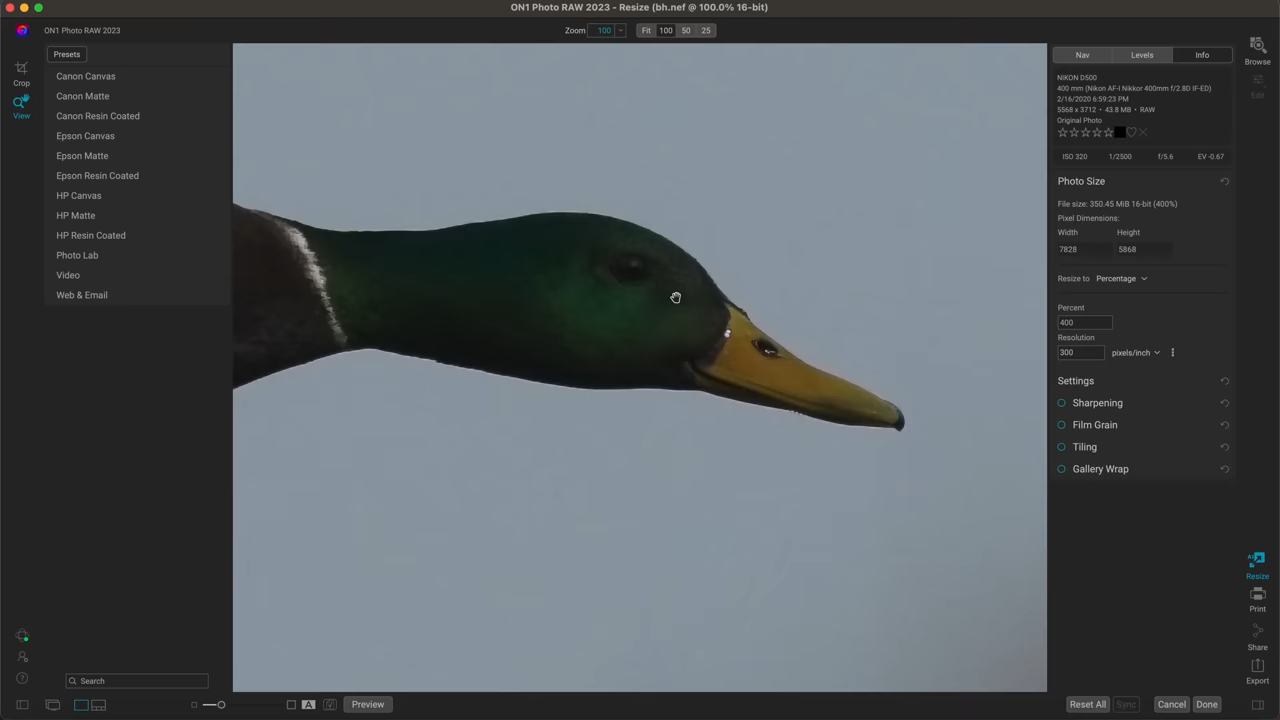 ON1 Photo RAW 2023 - Resize (bh.nef @ 100.0% 16-bit)
ON1 Photo RAW 2023
Zoom 100 Fit 100 50 25
Presets
Canon Canvas
Canon Matte
Canon Resin Coated
Epson Canvas
Epson Matte
Epson Resin Coated
HP Canvas
HP Matte
HP Resin Coated
Photo Lab
Video
Web & Email
Crop
View
Search
A
Preview
Nav Levels Info
NIKON D500
400 mm (Nikon AF-I Nikkor 400mm f/2.8D IF-ED)
2/16/2020 6:59:23 PM
5568 x 3712 • 43.8 MB • RAW
Original Photo
ISO 320 1/2500 f/5.6 EV -0.67
Photo Size
File size: 350.45 MiB 16-bit (400%)
Pixel Dimensions:
Width Height
7828 5868
Resize to Percentage
Percent
400
Resolution
300 pixels/inch
Settings
Sharpening
Film Grain
Tiling
Gallery Wrap
Browse
Edit
Resize
Print
Share
Export
Reset All Sync Cancel Done